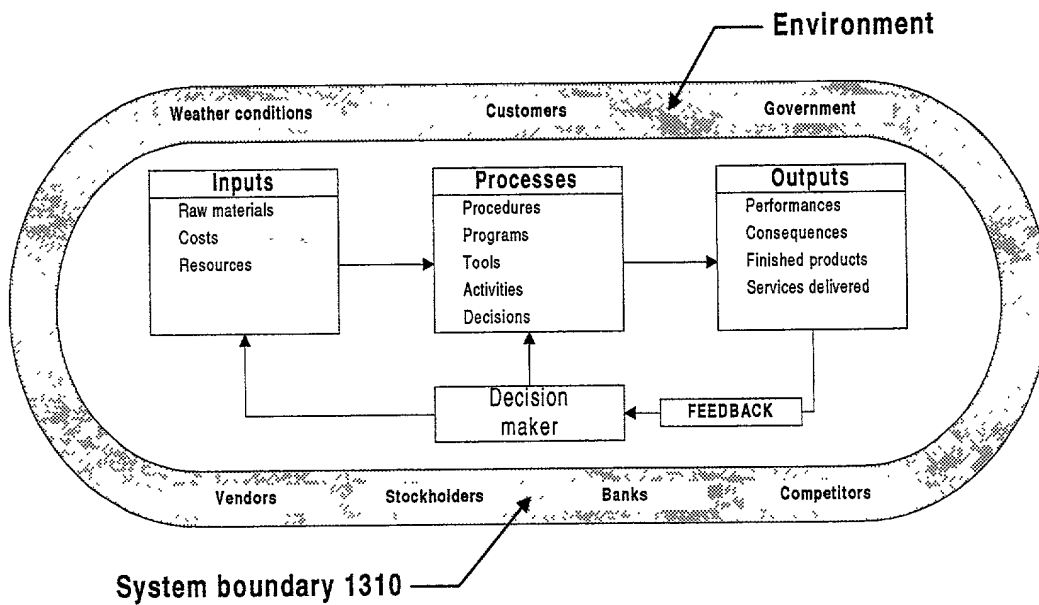 Environment
Weather conditions
Customers
Government
Inputs
Raw materials
Costs
Resources
Processes
Procedures
Programs
Tools
Activities
Decisions
Outputs
Performances
Consequences
Finished products
Services delivered
Decision
maker
FEEDBACK
Vendors
Stockholders
Banks
Competitors
System boundary 1310